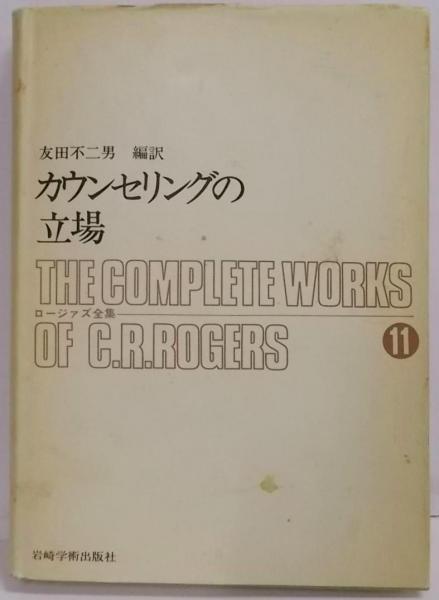 友田不二男　編訳
カウンセリングの
立場
THE COMPLETE WORKS
ロージァズ全集
OF C.R.ROGERS
11
岩崎学術出版社